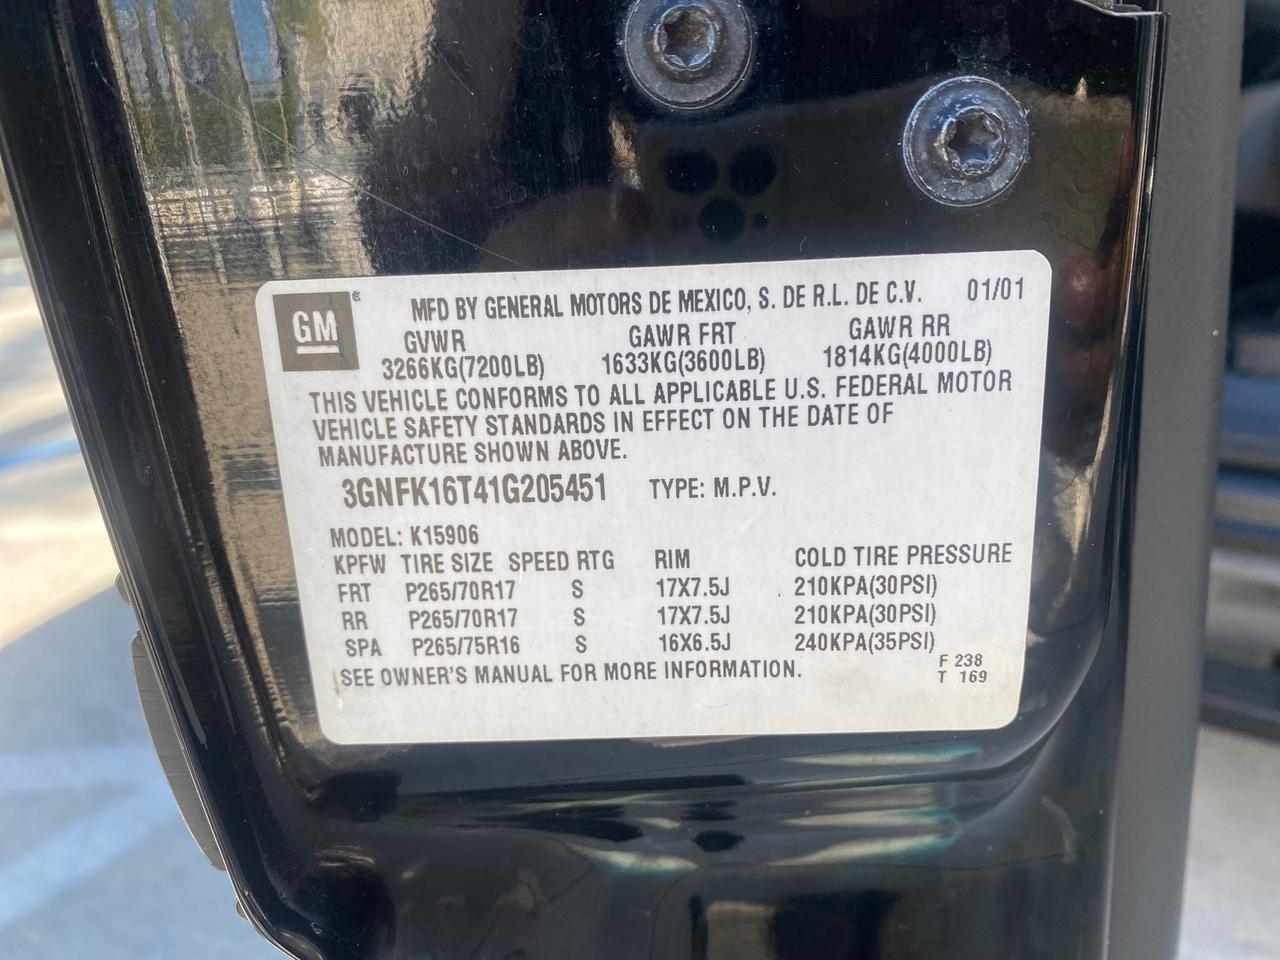 GM ®
MFD BY GENERAL MOTORS DE MEXICO, S. DE R.L. DE C.V. 01/01
GVWR GAWR FRT GAWR RR
3266KG(7200LB) 1633KG(3600LB) 1814KG(4000LB)
THIS VEHICLE CONFORMS TO ALL APPLICABLE U.S. FEDERAL MOTOR
VEHICLE SAFETY STANDARDS IN EFFECT ON THE DATE OF
MANUFACTURE SHOWN ABOVE.
3GNFK16T41G205451 TYPE: M.P.V.
MODEL: K15906
KPFW TIRE SIZE SPEED RTG RIM COLD TIRE PRESSURE
FRT P265/70R17 S 17X7.5J 210KPA(30PSI)
RR P265/70R17 S 17X7.5J 210KPA(30PSI)
SPA P265/75R16 S 16X6.5J 240KPA(35PSI)
SEE OWNER'S MANUAL FOR MORE INFORMATION.
F 238
T 169